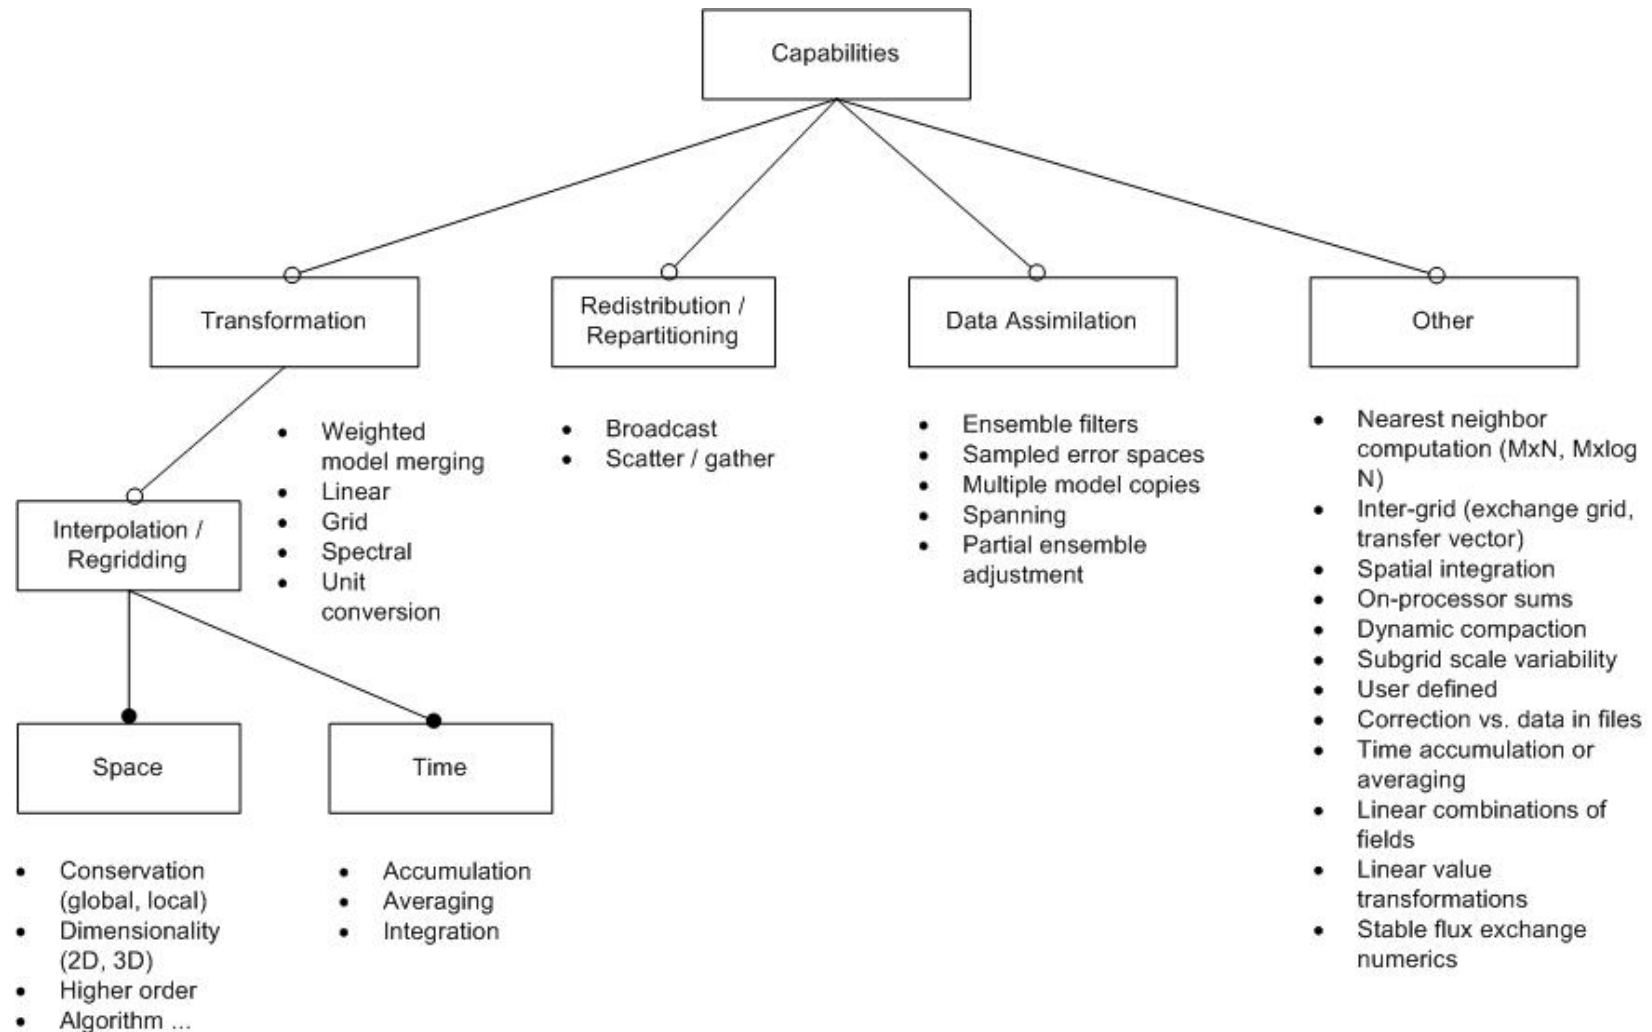 Capabilities
Transformation
Redistribution /
Repartitioning
Data Assimilation
Other
Interpolation /
Regridding
• Weighted
model merging
• Linear
• Grid
• Spectral
• Unit
conversion
• Broadcast
• Scatter / gather
• Ensemble filters
• Sampled error spaces
• Multiple model copies
• Spanning
• Partial ensemble
adjustment
• Nearest neighbor
computation (MxN, Mxlog
N)
• Inter-grid (exchange grid,
transfer vector)
• Spatial integration
• On-processor sums
• Dynamic compaction
• Subgrid scale variability
• User defined
• Correction vs. data in files
• Time accumulation or
averaging
• Linear combinations of
fields
• Linear value
transformations
• Stable flux exchange
numerics
Space
Time
• Conservation
(global, local)
• Dimensionality
(2D, 3D)
• Higher order
• Algorithm ...
• Accumulation
• Averaging
• Integration